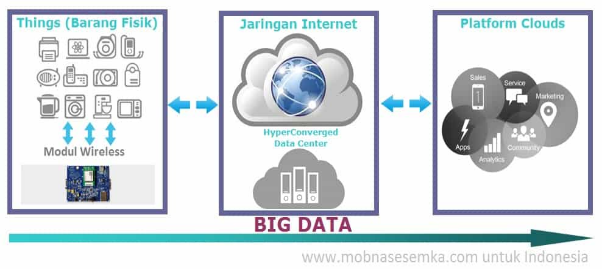 Things (Barang Fisik)
Modul Wireless
Jaringan Internet
HyperConverged
Data Center
Platform Clouds
Sales
Service
Marketing
Apps
Analytics
Community
BIG DATA
www.mobnasesemka.com untuk Indonesia